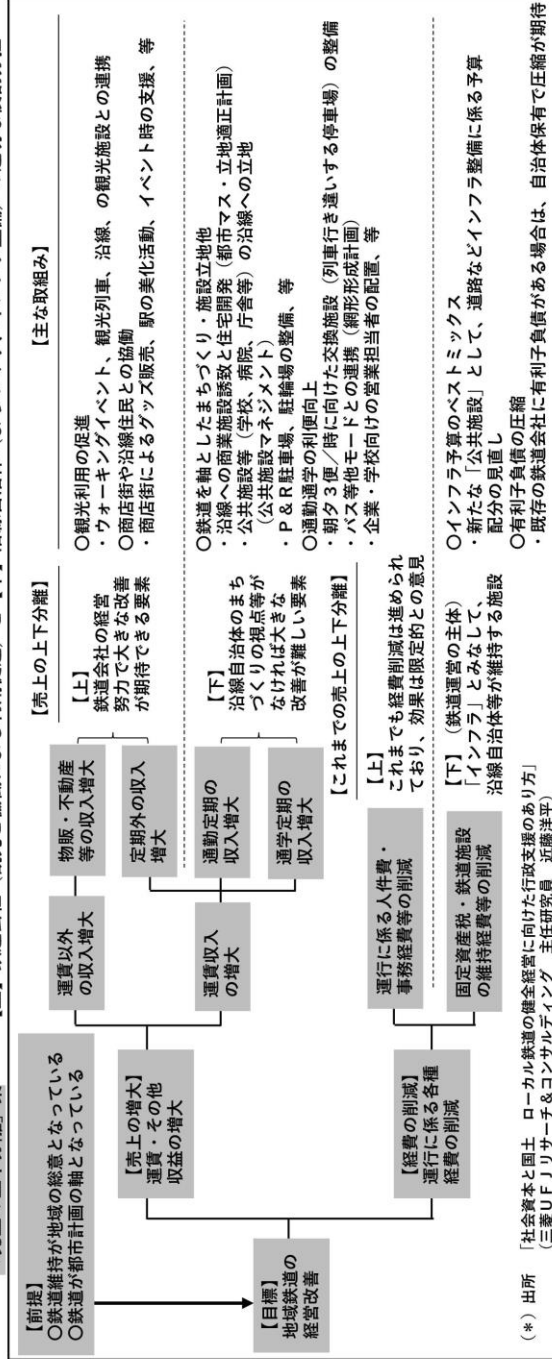 【前提】
○鉄道維持が地域の総意となっている
○鉄道が都市計画の軸となっている
【目標】
地域鉄道の
経営改善
【売上の増大】
運賃・その他
収益の増大
【経費の削減】
運行に係る各種
経費の削減
運賃以外
の収入増大
運賃収入
の増大
物販・不動産
等の収入増大
定期外の収入
増大
通勤定期の
収入増大
通学定期の
収入増大
運行に係る人件費・
事務経費等の削減
固定資産税・鉄道施設
の維持経費等の削減
【売上の上下分離】
【上】
鉄道会社の経営
努力で大きな改善
が期待できる要素
【下】
沿線自治体のまち
づくりの視点等が
なければ大きな
改善が難しい要素
【これまでの売上の上下分離】
【上】
これまでも経費削減は進められ
ており、効果は限定的との意見
【下】(鉄道運営の主体)
「インフラ」とみなして、
沿線自治体等が維持する施設
【主な取組み】
○観光利用の促進
・ウォーキングイベント、観光列車、沿線、の観光施設との連携
○商店街や沿線住民との協働
・商店街によるグッズ販売、駅の美化活動、イベント時の支援、等
○鉄道を軸としたまちづくり・施設立地他
・沿線への商業施設誘致と住宅開発(都市マス・立地適正計画)
・公共施設等(学校、病院、庁舎等)の沿線への立地
(公共施設マネジメント)
・P&R駐車場、駐輪場の整備、等
○通勤通学の利便向上
・朝夕3便/時に向けた交換施設(列車行き違いする停車場)の整備
・バス等他モードとの連携(網形形成計画)
・企業・学校向けの営業担当者の配置、等
○インフラ予算のベストミックス
・新たな「公共施設」として、道路などインフラ整備に係る予算
配分の見直し
○有利子負債の圧縮
・既存の鉄道会社に有利子負債がある場合は、自治体保有で圧縮が期待
(*)出所 「社会資本と国土 ローカル鉄道の健全経営に向けた行政支援のあり方」
(三菱UFJリサーチ&コンサルティング 主任研究員 近藤洋平)